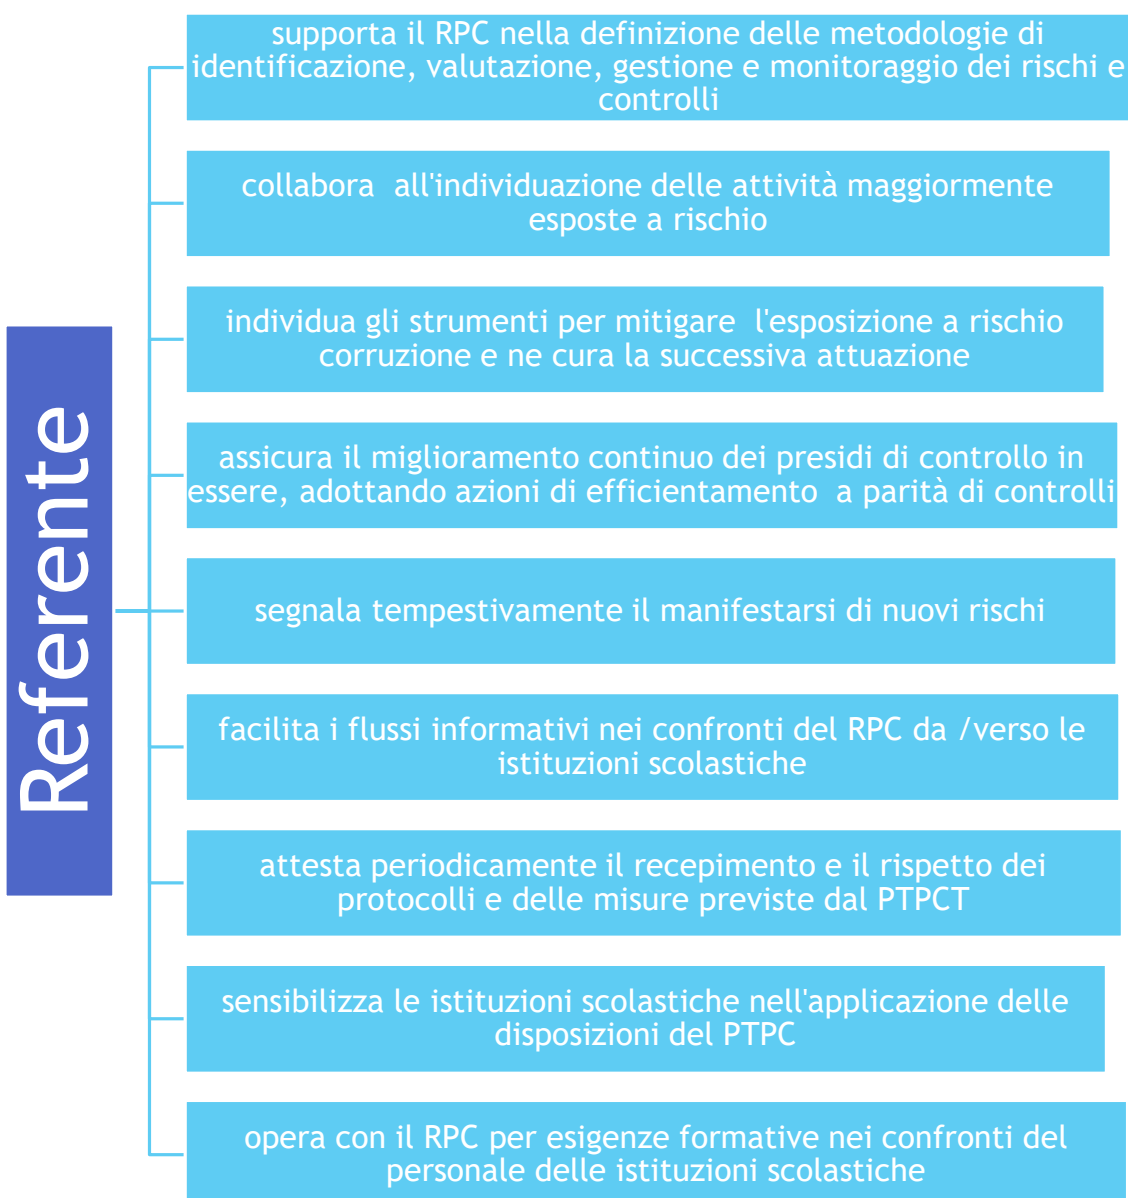 Referente
supporta il RPC nella definizione delle metodologie di
identificazione, valutazione, gestione e monitoraggio dei rischi e
controlli
collabora  all'individuazione delle attività maggiormente
esposte a rischio
individua gli strumenti per mitigare  l'esposizione a rischio
corruzione e ne cura la successiva attuazione
assicura il miglioramento continuo dei presidi di controllo in
essere, adottando azioni di efficientamento  a parità di controlli
segnala tempestivamente il manifestarsi di nuovi rischi
facilita i flussi informativi nei confronti del RPC da /verso le
istituzioni scolastiche
attesta periodicamente il recepimento e il rispetto dei
protocolli e delle misure previste dal PTPCT
sensibilizza le istituzioni scolastiche nell'applicazione delle
disposizioni del PTPC
opera con il RPC per esigenze formative nei confronti del
personale delle istituzioni scolastiche